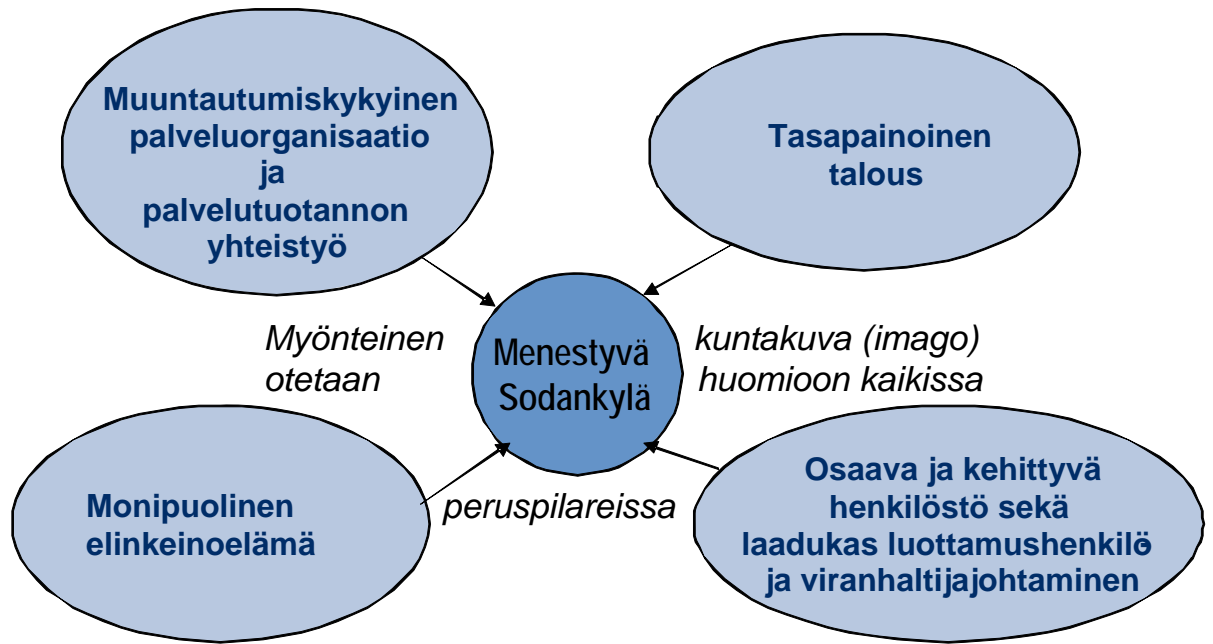 Muuntautumiskykyinen
palveluorganisaatio
ja
palvelutuotannon
yhteistyö
Tasapainoinen
talous
Myönteinen
otetaan
Menestyvä
Sodankylä
kuntakuva (imago)
huomioon kaikissa
peruspilareissa
Monipuolinen
elinkeinoelämä
Osaava ja kehittyvä
henkilöstö sekä
laadukas luottamushenkilö-
ja viranhaltijajohtaminen